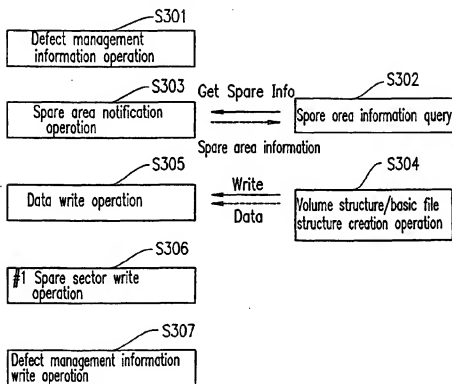 S301
Defect management
information operation
S303
Spare area notification
operation
Get Spare Info
Spare area information
S302
Spare area information query
S305
Data write operation
Write
Data
S304
Volume structure/basic file
structure creation operation
S306
#1 Spare sector write
operation
S307
Defect management information
write operation